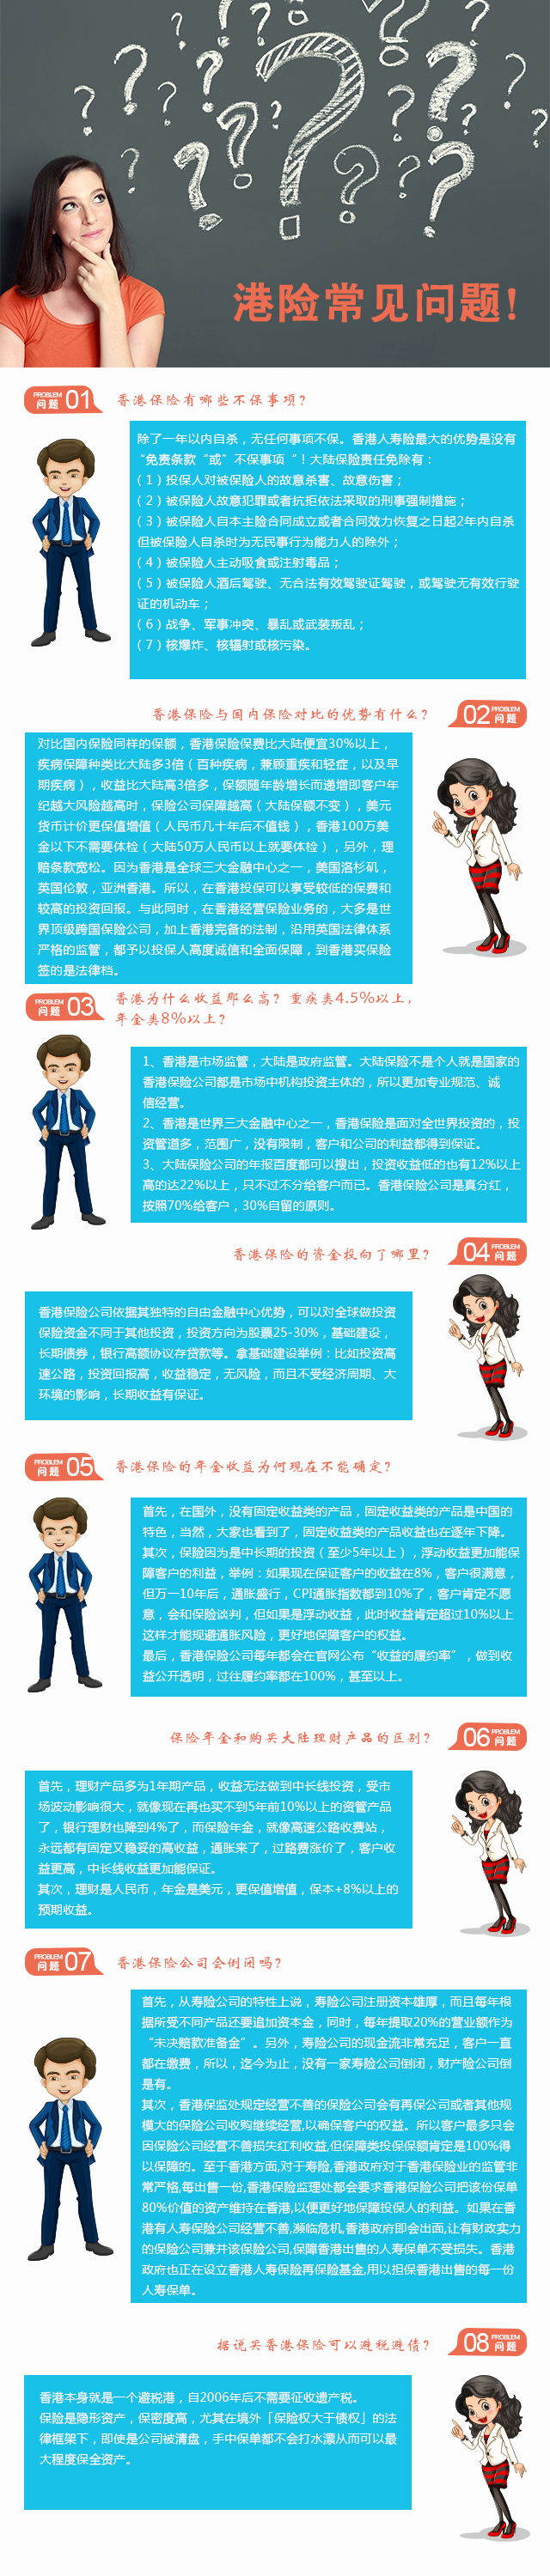 港险常见问题!
PROBLEM
问题 01
香港保险有哪些不保事项?
除了一年以内自杀，无任何事项不保。香港人寿险最大的优势是没有
“免责条款“或”不保事项“！大陆保险责任免除有：
（1）投保人对被保险人的故意杀害、故意伤害；
（2）被保险人故意犯罪或者抗拒依法采取的刑事强制措施；
（3）被保险人自本主险合同成立或者合同效力恢复之日起2年内自杀
但被保险人自杀时为无民事行为能力人的除外；
（4）被保险人主动吸食或注射毒品；
（5）被保险人酒后驾驶、无合法有效驾驶证驾驶，或驾驶无有效行驶
证的机动车；
（6）战争、军事冲突、暴乱或武装叛乱；
（7）核爆炸、核辐射或核污染。
香港保险与国内保险对比的优势有什么?
02 PROBLEM
问题
对比国内保险同样的保额，香港保险保费比大陆便宜30%以上，
疾病保障种类比大陆多3倍（百种疾病，兼顾重疾和轻症，以及早
期疾病），收益比大陆高3倍多，保额随年龄增长而递增即客户年
纪越大风险越高时，保险公司保障越高（大陆保额不变），美元
货币计价更保值增值（人民币几十年后不值钱），香港100万美
金以下不需要体检（大陆50万人民币以上就要体检），另外，理
赔条款宽松。因为香港是全球三大金融中心之一，美国洛杉矶，
英国伦敦，亚洲香港。所以，在香港投保可以享受较低的保费和
较高的投资回报。与此同时，在香港经营保险业务的，大多是世
界顶级跨国保险公司，加上香港完备的法制，沿用英国法律体系
严格的监管，都予以投保人高度诚信和全面保障，到香港买保险
签的是法律档。
PROBLEM
问题 03
香港为什么收益那么高? 重疾类4.5%以上，
年金类8%以上?
1、香港是市场监管，大陆是政府监管。大陆保险不是个人就是国家的
香港保险公司都是市场中机构投资主体的，所以更加专业规范、诚
信经营。
2、香港是世界三大金融中心之一，香港保险是面对全世界投资的，投
资管道多，范围广，没有限制，客户和公司的利益都得到保证。
3、大陆保险公司的年报百度都可以搜出，投资收益低的也有12%以上
高的达22%以上，只不过不分给客户而已。香港保险公司是真分红，
按照70%给客户，30%自留的原则。
香港保险的资金投向了哪里?
04 PROBLEM
问题
香港保险公司依据其独特的自由金融中心优势，可以对全球做投资
保险资金不同于其他投资，投资方向为股票25-30%，基础建设，
长期债券，银行高额协议存贷款等。拿基础建设举例：比如投资高
速公路，投资回报高，收益稳定，无风险，而且不受经济周期、大
环境的影响，长期收益有保证。
PROBLEM
问题 05
香港保险的年金收益为何现在不能确定?
首先，在国外，没有固定收益类的产品，固定收益类的产品是中国的
特色，当然，大家也看到了，固定收益类的产品收益也在逐年下降。
其次，保险因为是中长期的投资（至少5年以上），浮动收益更加能保
障客户的利益，举例：如果现在保证客户的收益在8%，客户很满意，
但万一10年后，通胀盛行，CPI通胀指数都到10%了，客户肯定不愿
意，会和保险谈判，但如果是浮动收益，此时收益肯定超过10%以上
这样才能规避通胀风险，更好地保障客户的权益。
最后，香港保险公司每年都会在官网公布“收益的履约率”，做到收
益公开透明，过往履约率都在100%，甚至以上。
保险年金和购买大陆理财产品的区别?
06 PROBLEM
问题
首先，理财产品多为1年期产品，收益无法做到中长线投资，受市
场波动影响很大，就像现在再也买不到5年前10%以上的资管产品
了，银行理财也降到4%了，而保险年金，就像高速公路收费站，
永远都有固定又稳妥的高收益，通胀来了，过路费涨价了，客户收
益更高，中长线收益更加能保证。
其次，理财是人民币，年金是美元，更保值增值，保本+8%以上的
预期收益。
PROBLEM
问题 07
香港保险公司会倒闭吗?
首先，从寿险公司的特性上说，寿险公司注册资本雄厚，而且每年根
据所受不同产品还要追加资本金，同时，每年提取20%的营业额作为
“未决赔款准备金”。另外，寿险公司的现金流非常充足，客户一直
都在缴费，所以，迄今为止，没有一家寿险公司倒闭，财产险公司倒
是有。
其次，香港保监处规定经营不善的保险公司会有再保公司或者其他规
模大的保险公司收购继续经营,以确保客户的权益。所以客户最多只会
因保险公司经营不善损失红利收益,但保障类投保保额肯定是100%得
以保障的。至于香港方面,对于寿险,香港政府对于香港保险业的监管非
常严格,每出售一份,香港保险监理处都会要求香港保险公司把该份保单
80%价值的资产维持在香港,以便更好地保障投保人的利益。如果在香
港有人寿保险公司经营不善,濒临危机,香港政府即会出面,让有财政实力
的保险公司兼并该保险公司,保障香港出售的人寿保单不受损失。香港
政府也正在设立香港人寿保险再保险基金,用以担保香港出售的每一份
人寿保单。
据说买香港保险可以避税避债?
08 PROBLEM
问题
香港本身就是一个避税港，自2006年后不需要征收遗产税。
保险是隐形资产，保密度高，尤其在境外「保险权大于债权」的法
律框架下，即使是公司被清盘，手中保单都不会打水漂从而可以最
大程度保全资产。